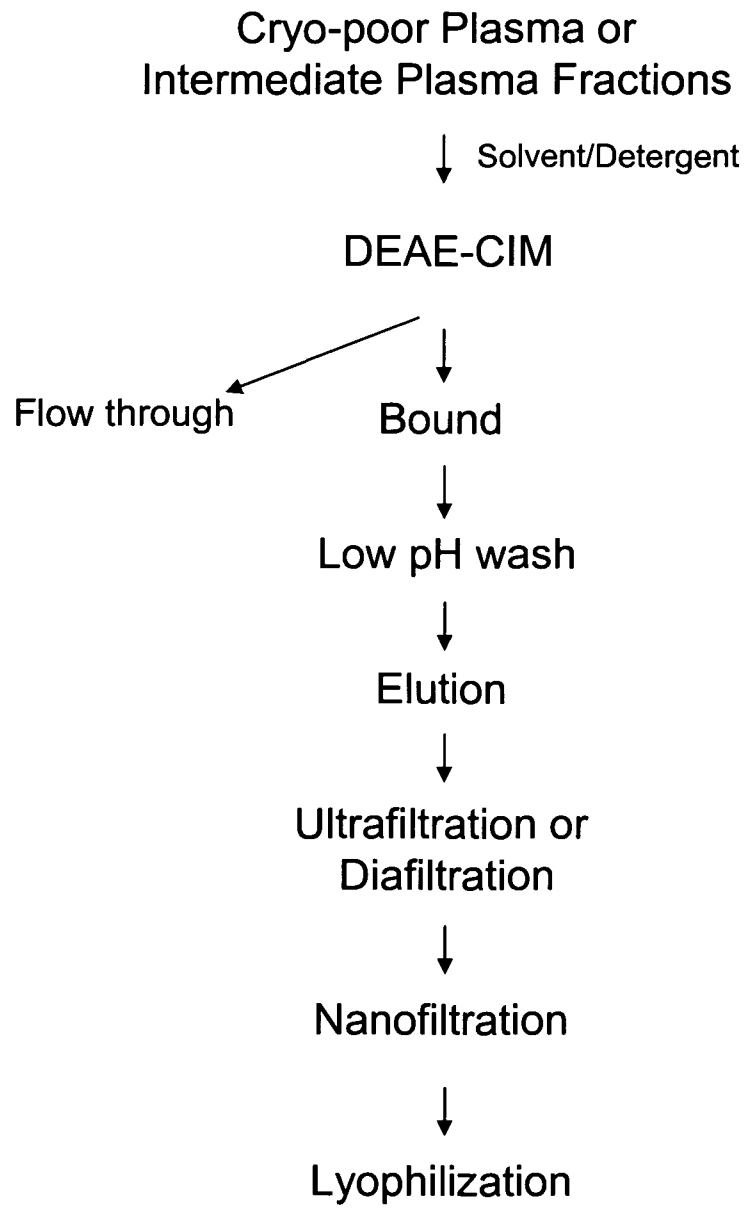 Cryo-poor Plasma or
Intermediate Plasma Fractions
Solvent/Detergent
DEAE-CIM
Flow through
Bound
Low pH wash
Elution
Ultrafiltration or
Diafiltration
Nanofiltration
Lyophilization